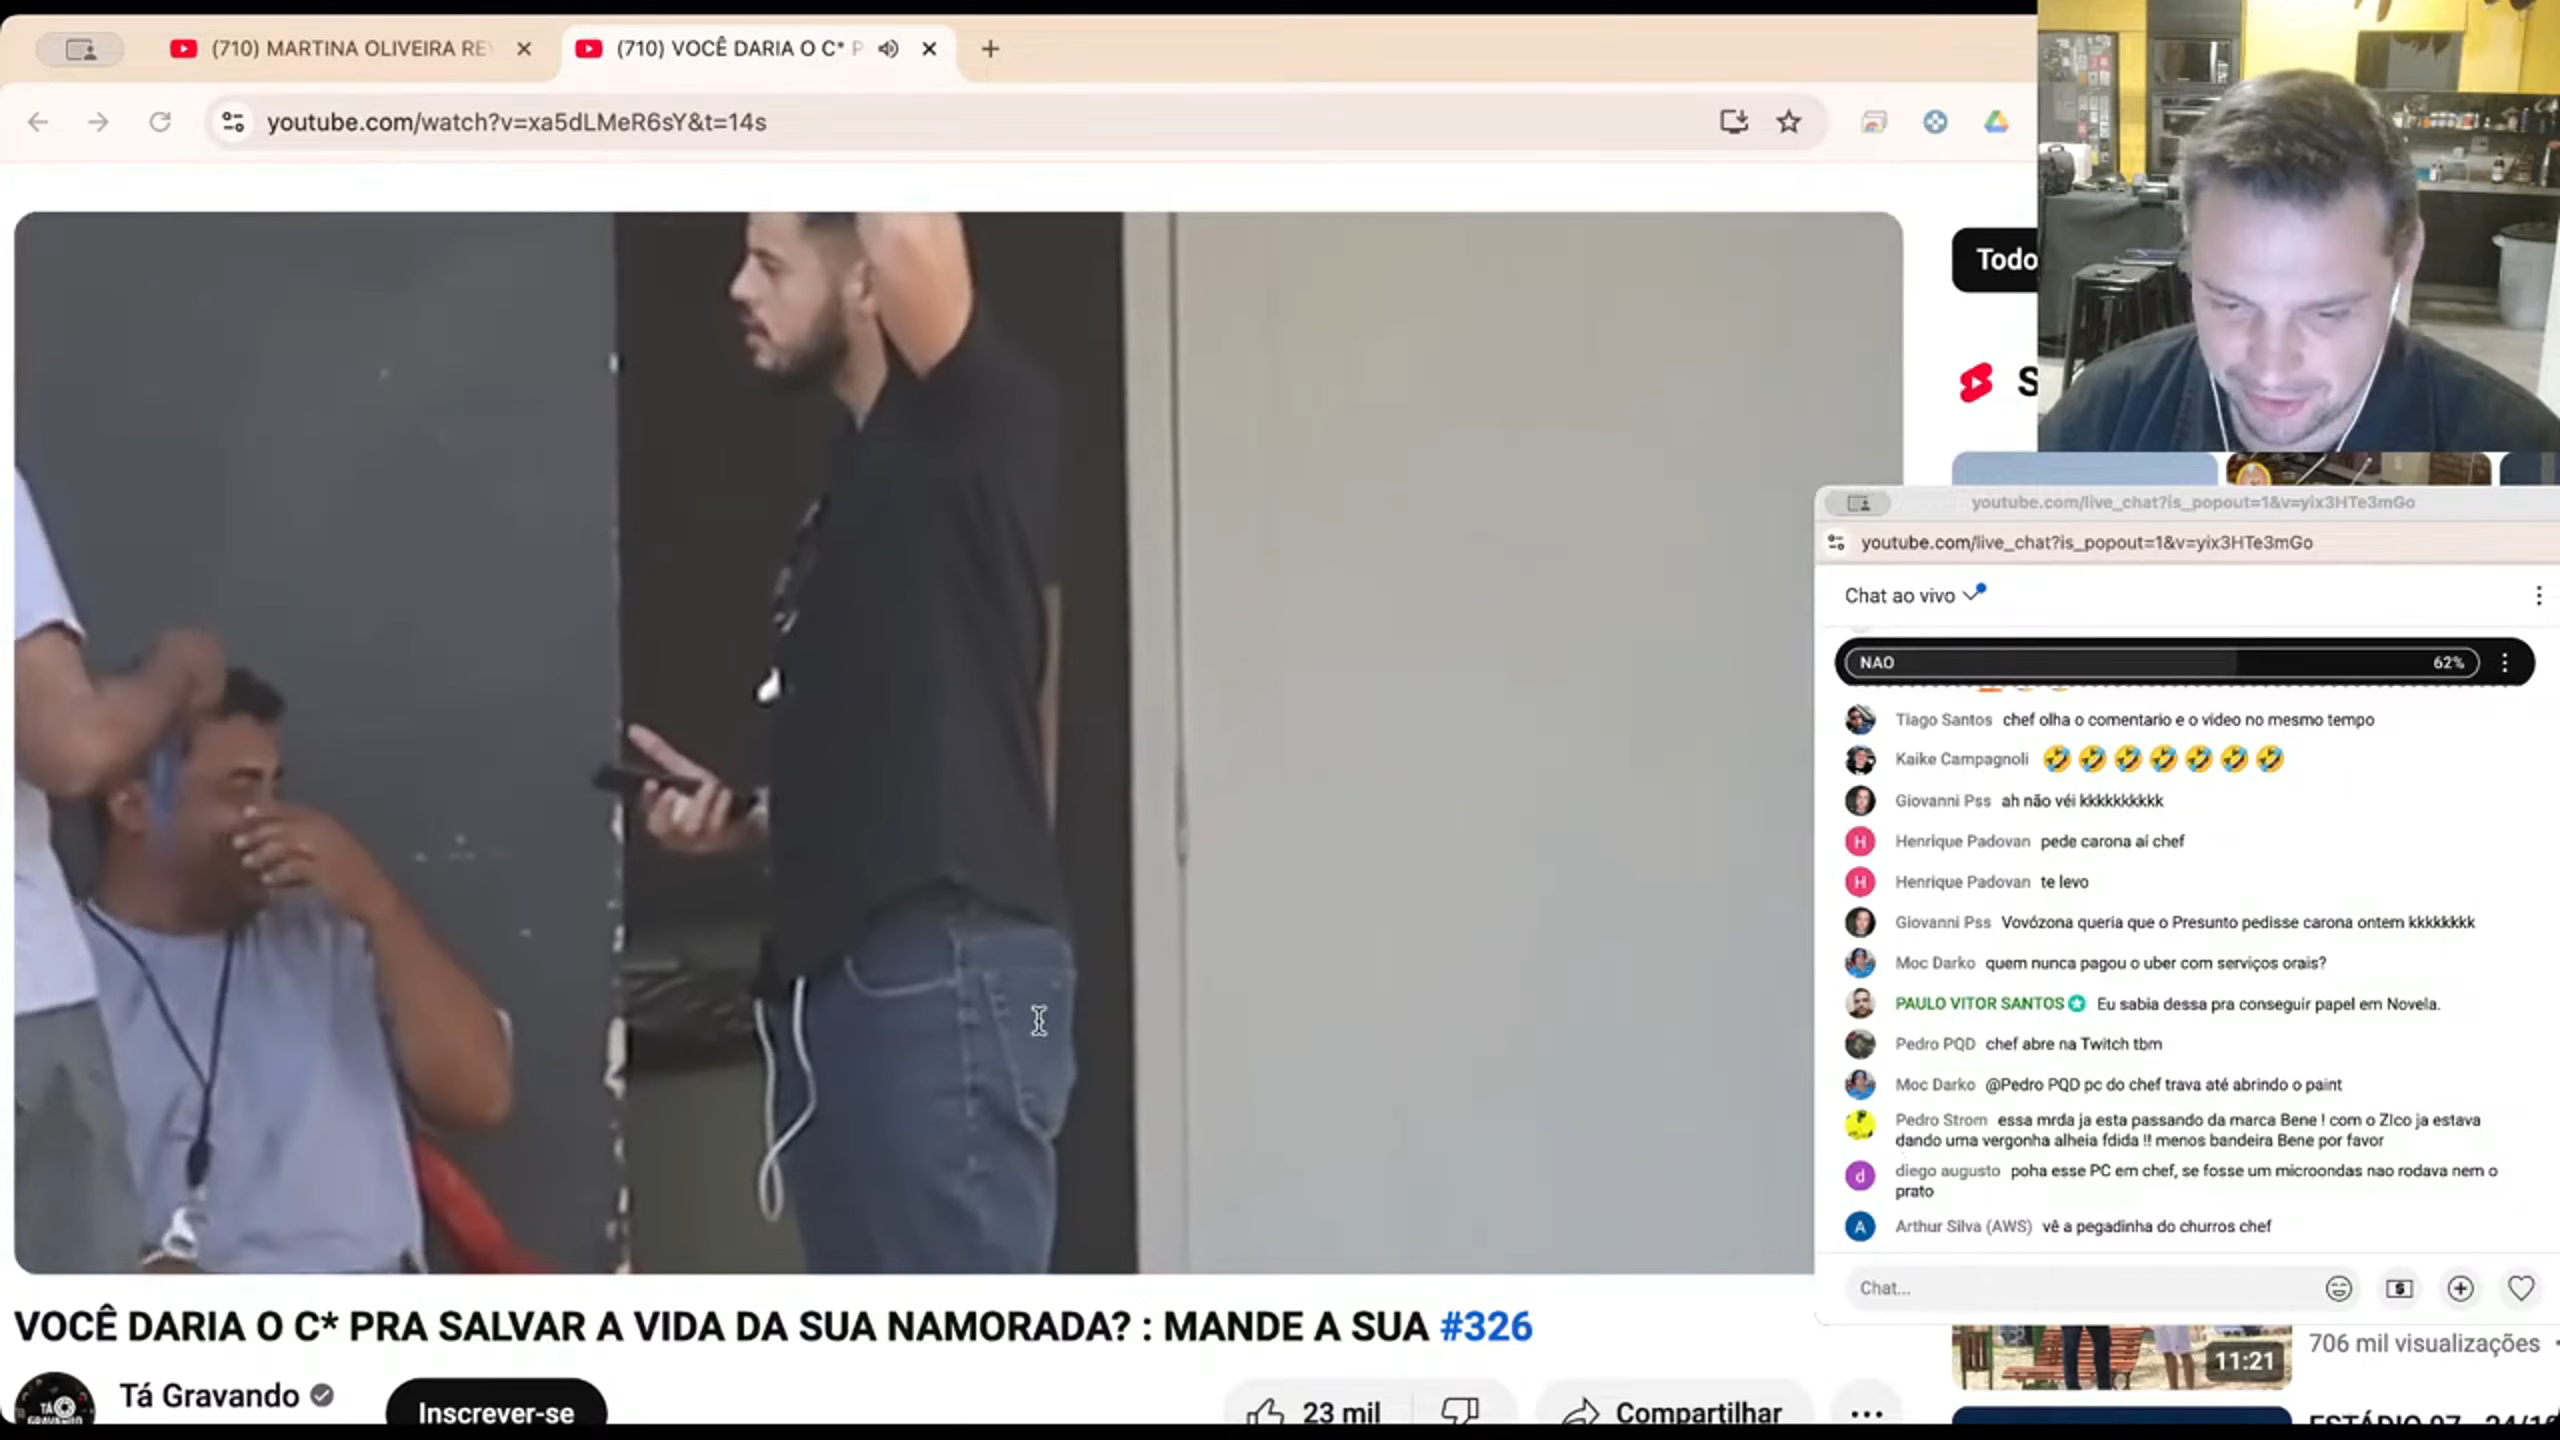 (710) MARTINA OLIVEIRA RE
(710) VOCÊ DARIA O C* P
youtube.com/watch?v=xa5dLMeR6sY&t=14s
Todo
S
youtube.com/live_chat?is_popout=1&v=yix3HTe3mGo
youtube.com/live_chat?is_popout=1&v=yix3HTe3mGo
Chat ao vivo
NAO 62%
Tiago Santos chef olha o comentario e o video no mesmo tempo
Kaike Campagnoli 🤣🤣🤣🤣🤣🤣🤣
Giovanni Pss ah não véi kkkkkkkkkk
Henrique Padovan pede carona aí chef
Henrique Padovan te levo
Giovanni Pss Vovózona queria que o Presunto pedisse carona ontem kkkkkkkk
Moc Darko quem nunca pagou o uber com serviços orais?
PAULO VITOR SANTOS Eu sabia dessa pra conseguir papel em Novela.
Pedro PQD chef abre na Twitch tbm
Moc Darko @Pedro PQD pc do chef trava até abrindo o paint
Pedro Strom essa mrda ja esta passando da marca Bene ! com o ZIco ja estava
dando uma vergonha alheia fdida !! menos bandeira Bene por favor
diego augusto poha esse PC em chef, se fosse um microondas nao rodava nem o
prato
Arthur Silva (AWS) vê a pegadinha do churros chef
Chat...
VOCÊ DARIA O C* PRA SALVAR A VIDA DA SUA NAMORADA? : MANDE A SUA #326
706 mil visualizações
11:21
TÁ
GRAVANDO
Tá Gravando
Inscrever-se
23 mil
Compartilhar